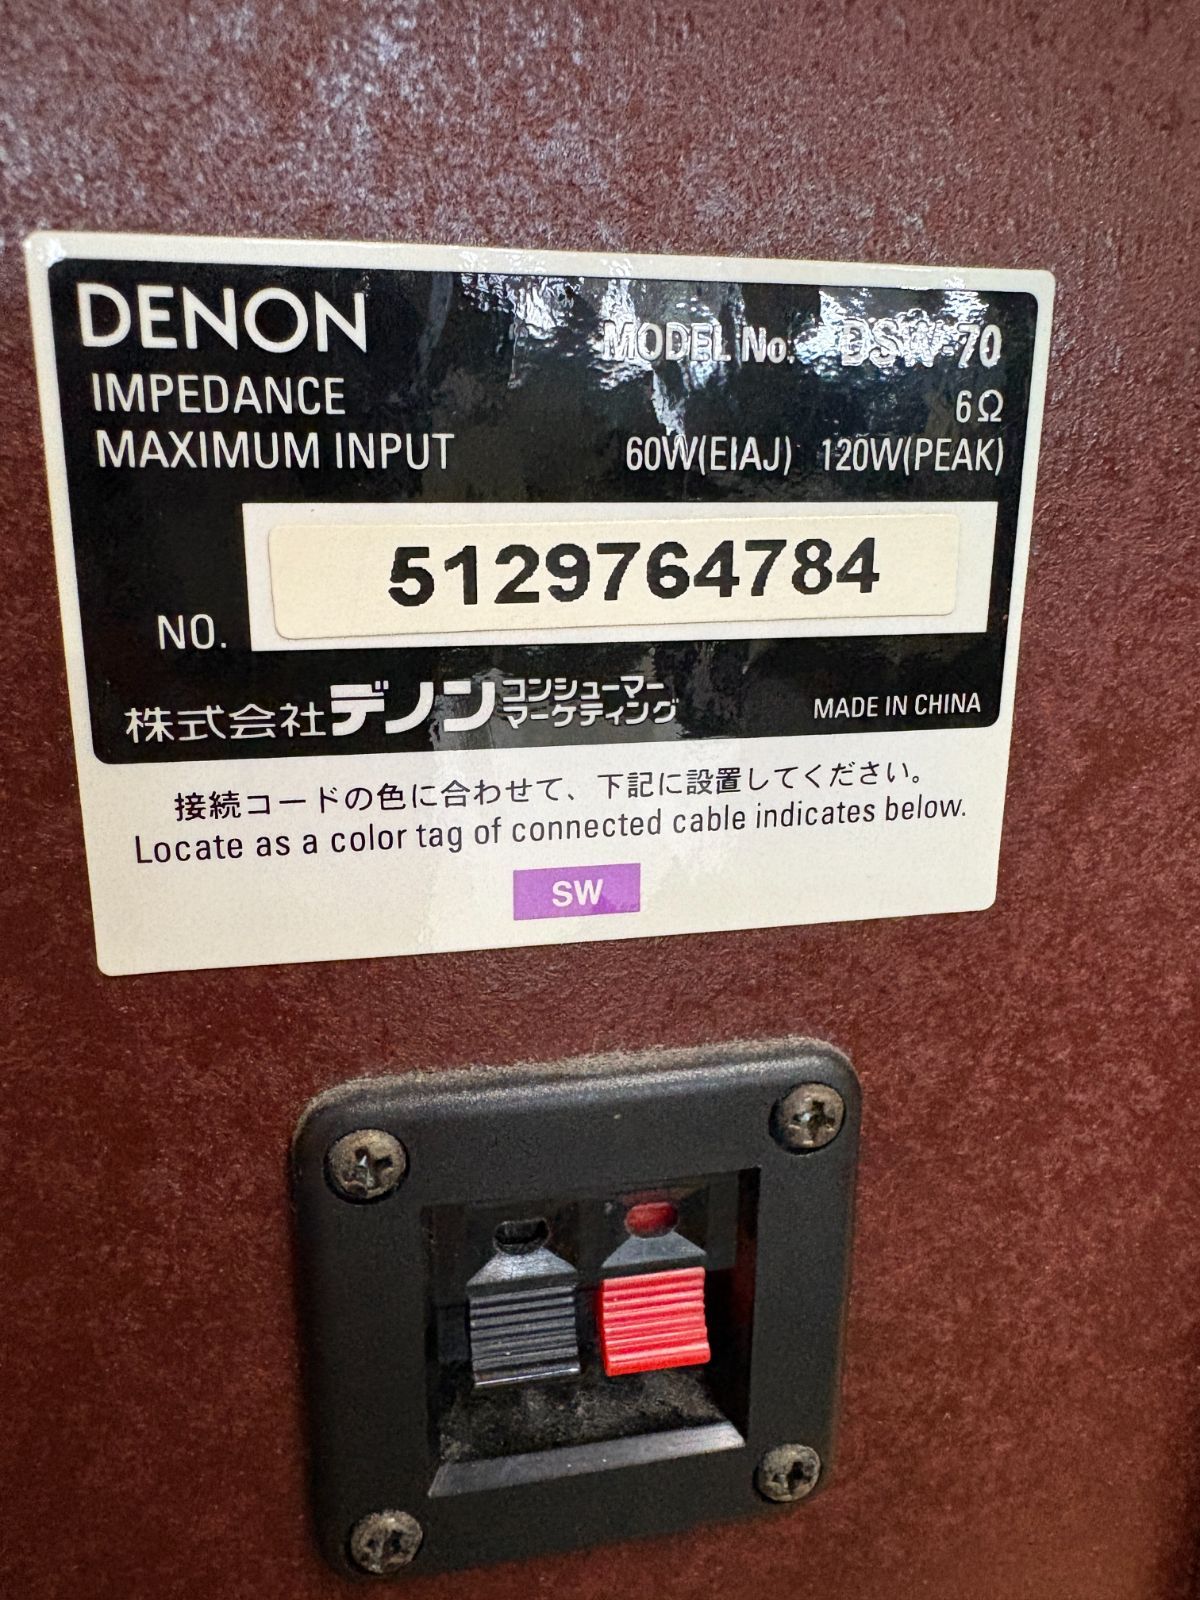 DENON
MODEL No. DSW-70
IMPEDANCE 6Ω
MAXIMUM INPUT 60W(EIAJ) 120W(PEAK)
NO. 5129764784
株式会社デノン コンシューマー
マーケティング
MADE IN CHINA
接続コードの色に合わせて、下記に設置してください。
Locate as a color tag of connected cable indicates below.
SW